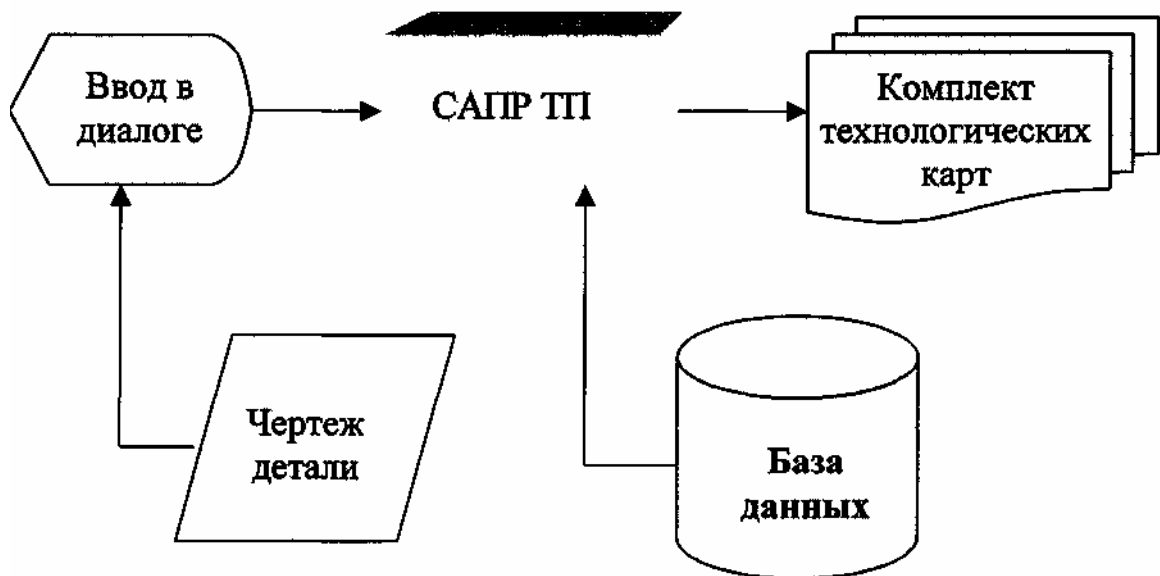 Ввод в
диалоге
САПР ТП
Комплект
технологических
карт
Чертеж
детали
База
данных